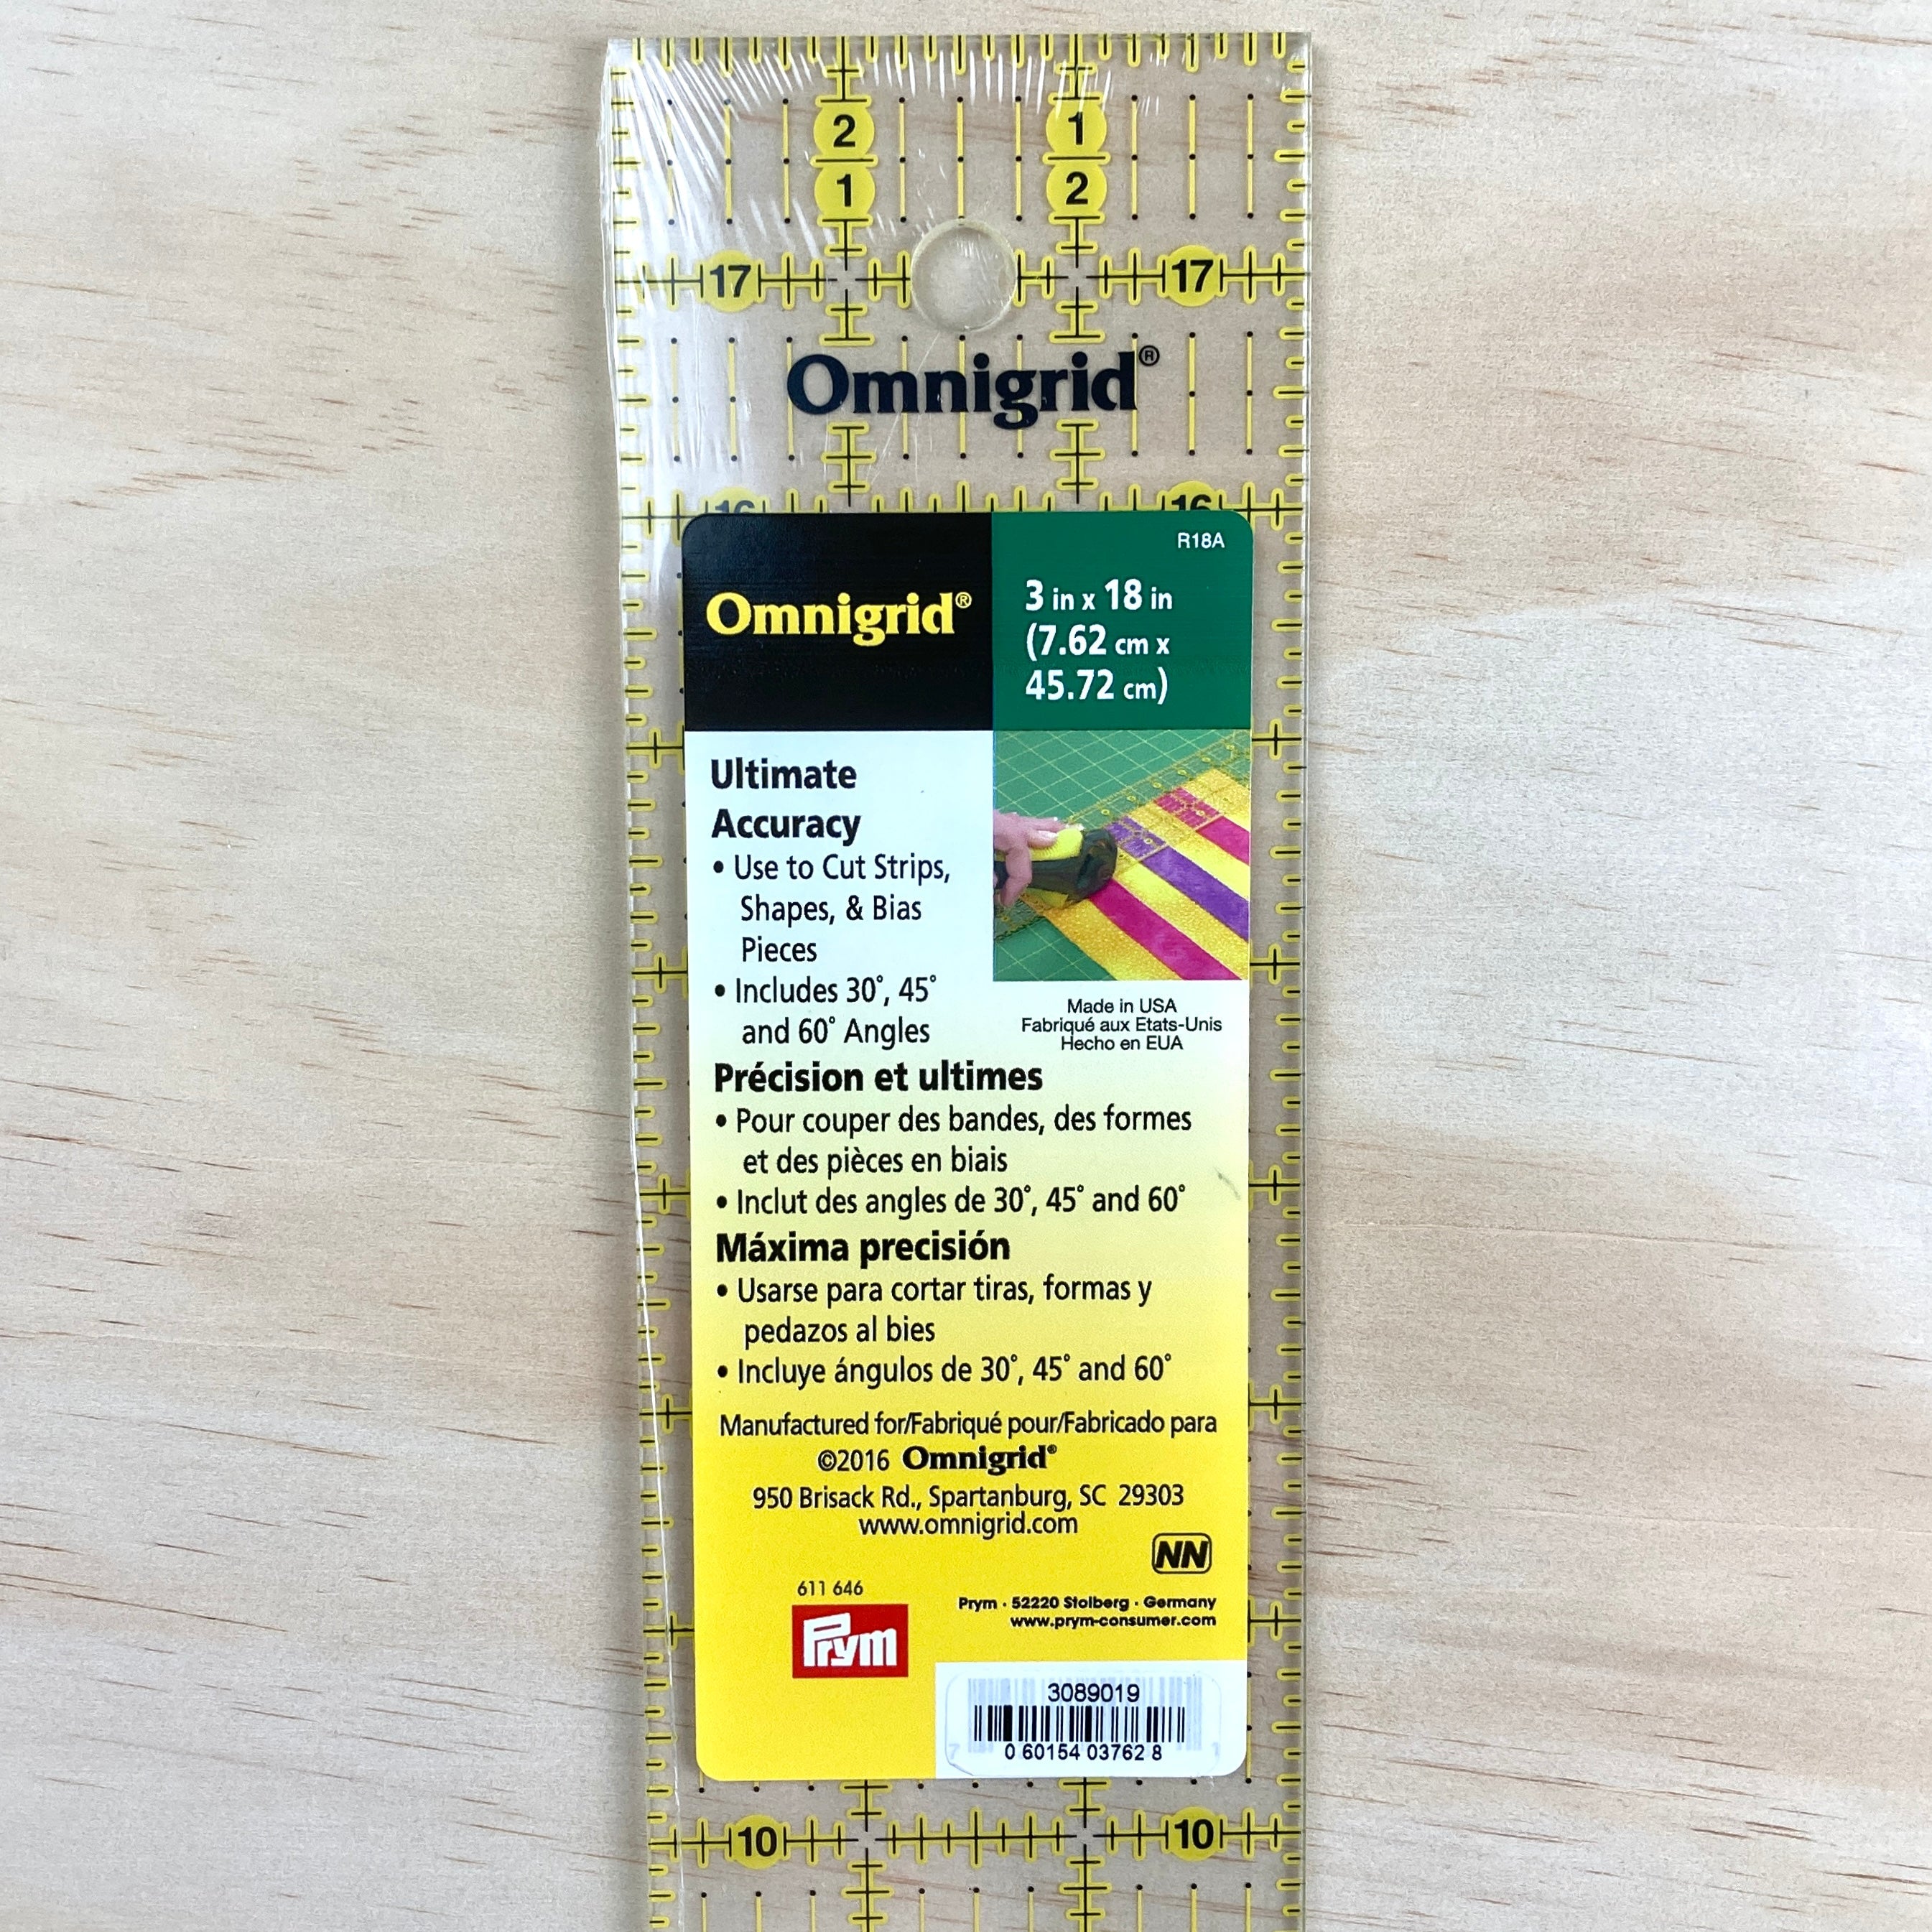 2 1
1 2
17 17
Omnigrid®
16 16
R18A
Omnigrid®
3 in x 18 in
(7.62 cm x
45.72 cm)
Ultimate
Accuracy
• Use to Cut Strips,
Shapes, & Bias
Pieces
• Includes 30°, 45°
and 60° Angles
Made in USA
Fabriqué aux Etats-Unis
Hecho en EUA
Précision et ultimes
• Pour couper des bandes, des formes
et des pièces en biais
• Inclut des angles de 30°, 45° and 60°
Máxima precisión
• Usarse para cortar tiras, formas y
pedazos al bies
• Incluye ángulos de 30°, 45° and 60°
Manufactured for/Fabriqué pour/Fabricado para
©2016 Omnigrid®
950 Brisack Rd., Spartanburg, SC 29303
www.omnigrid.com
NN
611 646
Prym
Prym · 52220 Stolberg · Germany
www.prym-consumer.com
3089019
7 0 60154 03762 8 1
10 10